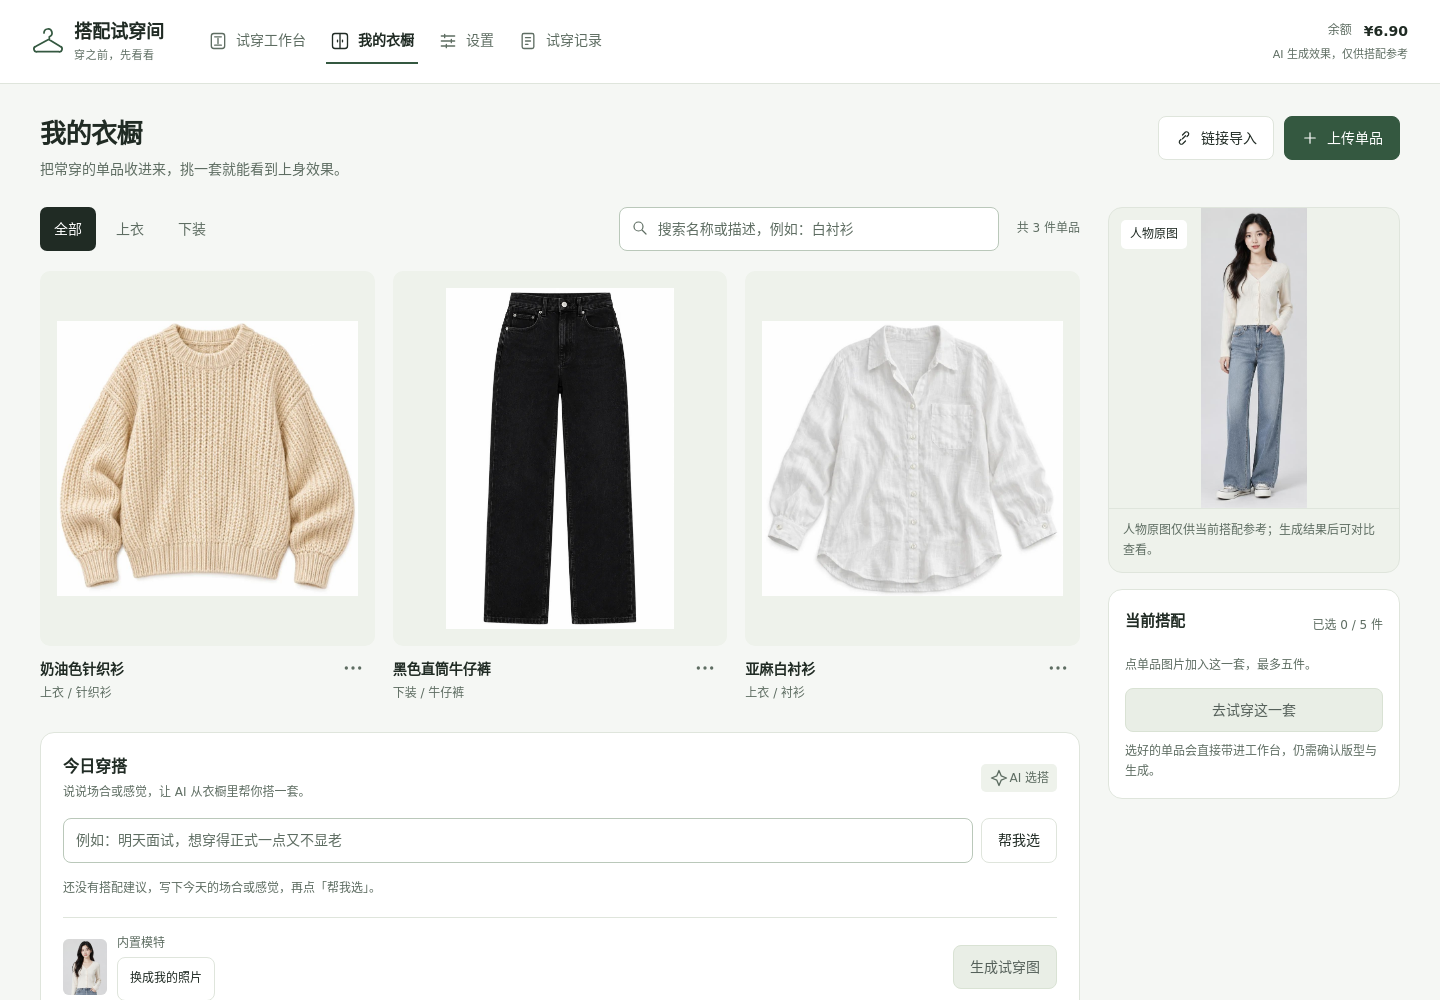 搭配试穿间
穿之前，先看看
试穿工作台
我的衣橱
设置
试穿记录
余额 ¥6.90
AI 生成效果，仅供搭配参考
我的衣橱
把常穿的单品收进来，挑一套就能看到上身效果。
链接导入
上传单品
全部
上衣
下装
搜索名称或描述，例如：白衬衫
共 3 件单品
奶油色针织衫
上衣 / 针织衫
黑色直筒牛仔裤
下装 / 牛仔裤
亚麻白衬衫
上衣 / 衬衫
人物原图
人物原图仅供当前搭配参考；生成结果后可对比
查看。
当前搭配
已选 0 / 5 件
点单品图片加入这一套，最多五件。
去试穿这一套
选好的单品会直接带进工作台，仍需确认版型与
生成。
今日穿搭
说说场合或感觉，让 AI 从衣橱里帮你搭一套。
AI 选搭
例如：明天面试，想穿得正式一点又不显老
帮我选
还没有搭配建议，写下今天的场合或感觉，再点「帮我选」。
内置模特
换成我的照片
生成试穿图